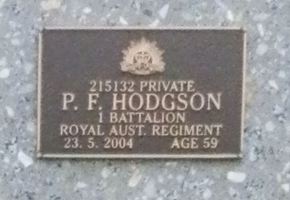 215132 PRIVATE
P. F. HODGSON
1 BATTALION
ROYAL AUST. REGIMENT
23. 5. 2004 AGE 59